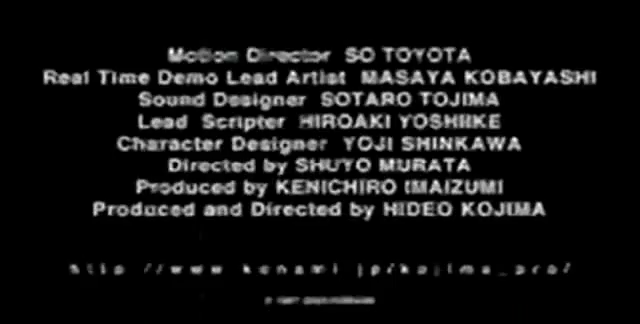 Motion Director SO TOYOTA
Real Time Demo Lead Artist MASAYA KOBAYASHI
Sound Designer SOTARO TOJIMA
Lead Scripter HIROAKI YOSHIIKE
Character Designer YOJI SHINKAWA
Directed by SHUYO MURATA
Produced by KENICHIRO IMAIZUMI
Produced and Directed by HIDEO KOJIMA
http //www konami jp/kojima_pro/